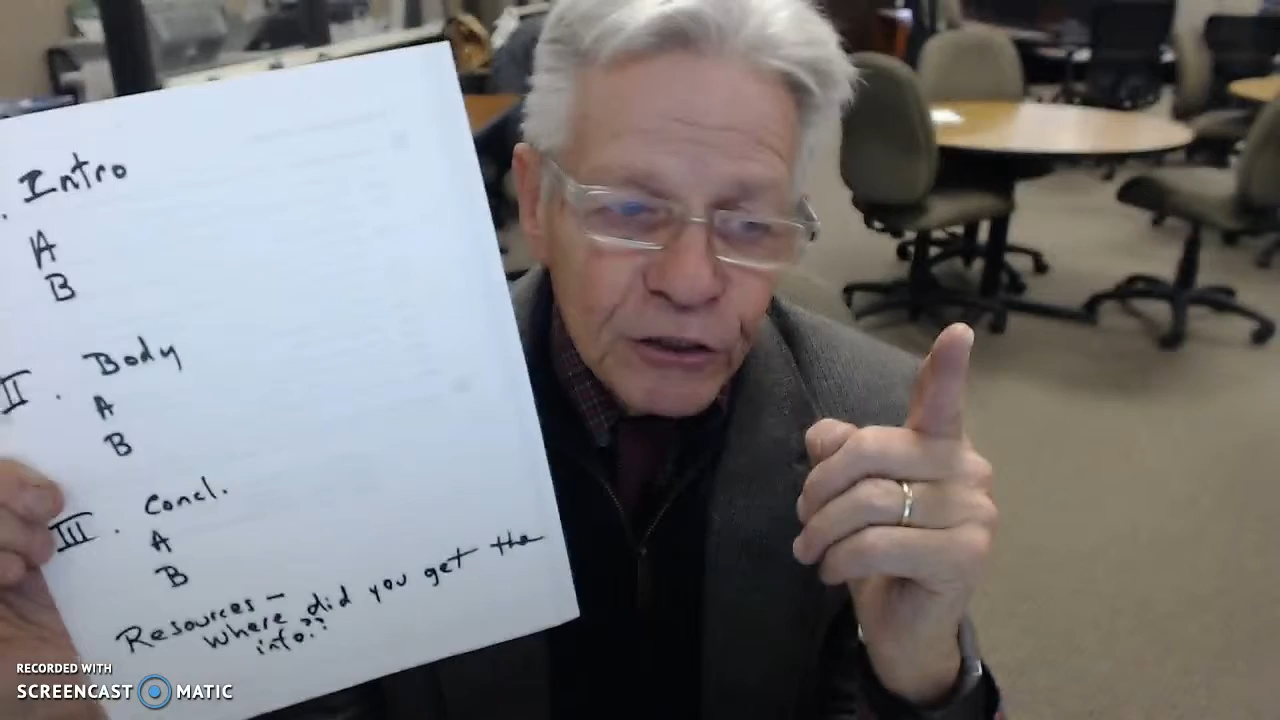 . Intro
A
B
II. Body
A
B
III. Concl.
A
B
Resources - where did you get the
info??
RECORDED WITH
SCREENCAST MATIC